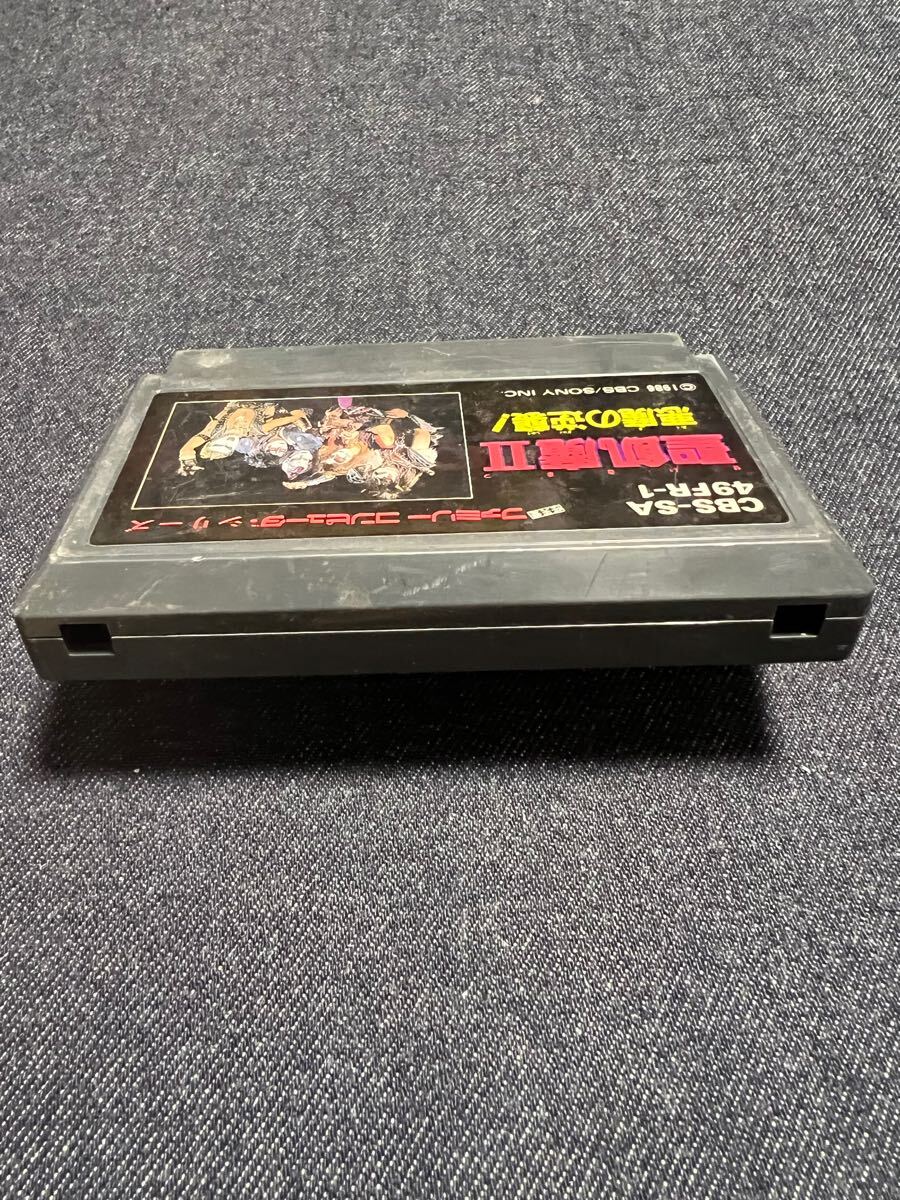 CBS-SA
49FR-1
聖飢魔II
悪魔の逆襲!
ファミリー コンピュータ・シリーズ
©1986 CBS/SONY INC.